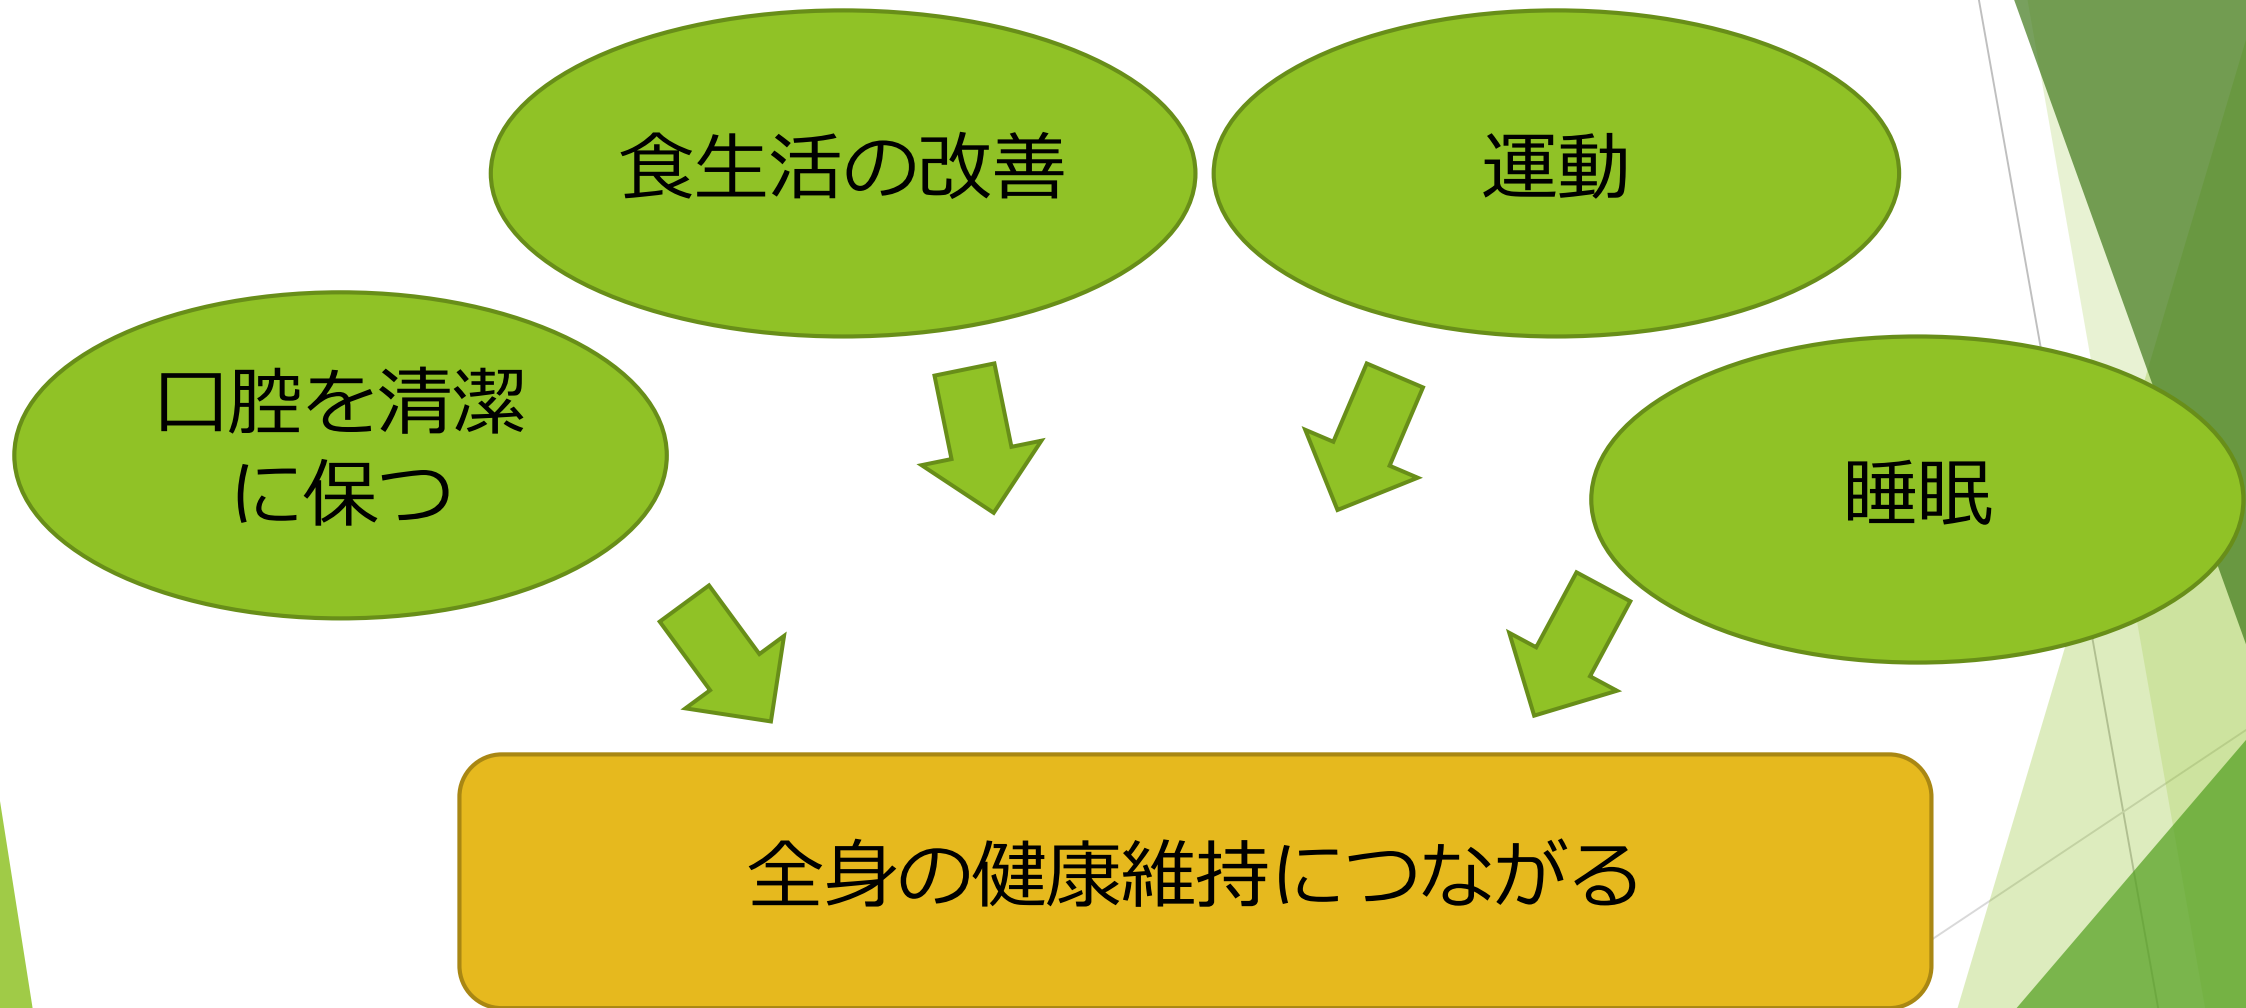 食生活の改善
運動
口腔を清潔
に保つ
睡眠
全身の健康維持につながる